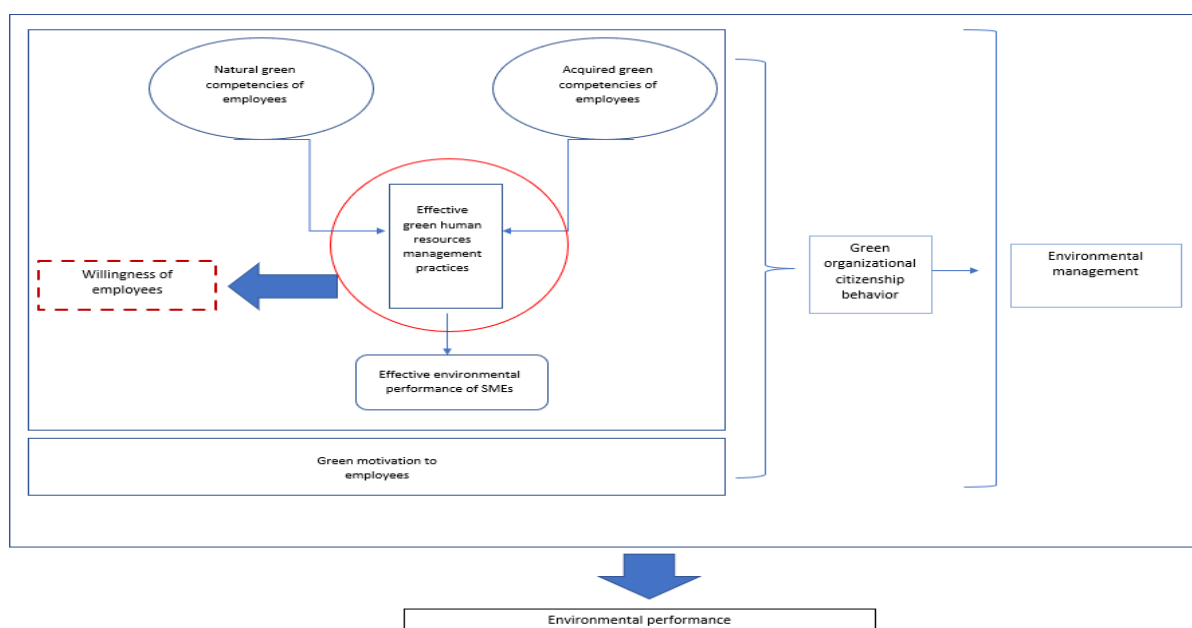 Natural green
competencies of
employees
Acquired green
competencies of
employees
Effective
green human
resources
management
practices
Willingness of
employees
Green
organizational
citizenship
behavior
Environmental
management
Effective environmental
performance of SMEs
Green motivation to
employees
Environmental performance